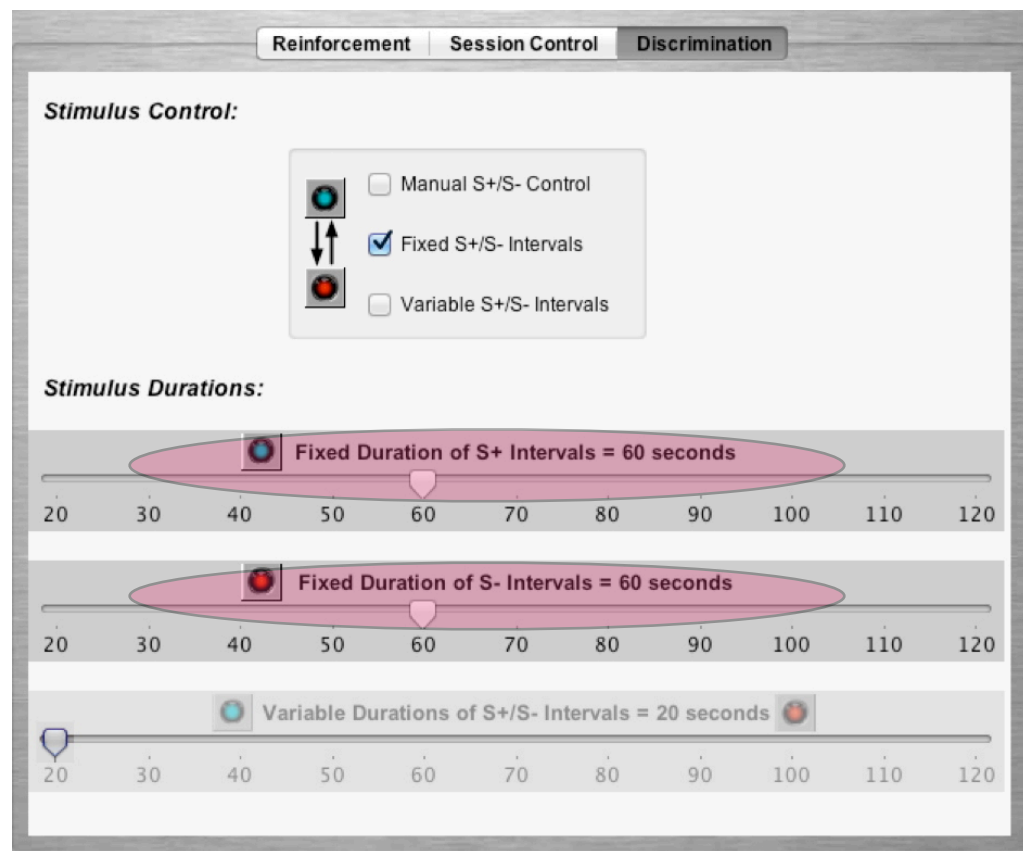 Reinforcement Session Control Discrimination
Stimulus Control:
Manual S+/S- Control
Fixed S+/S- Intervals
Variable S+/S- Intervals
Stimulus Durations:
Fixed Duration of S+ Intervals = 60 seconds
20 30 40 50 60 70 80 90 100 110 120
Fixed Duration of S- Intervals = 60 seconds
20 30 40 50 60 70 80 90 100 110 120
Variable Durations of S+/S- Intervals = 20 seconds
20 30 40 50 60 70 80 90 100 110 120